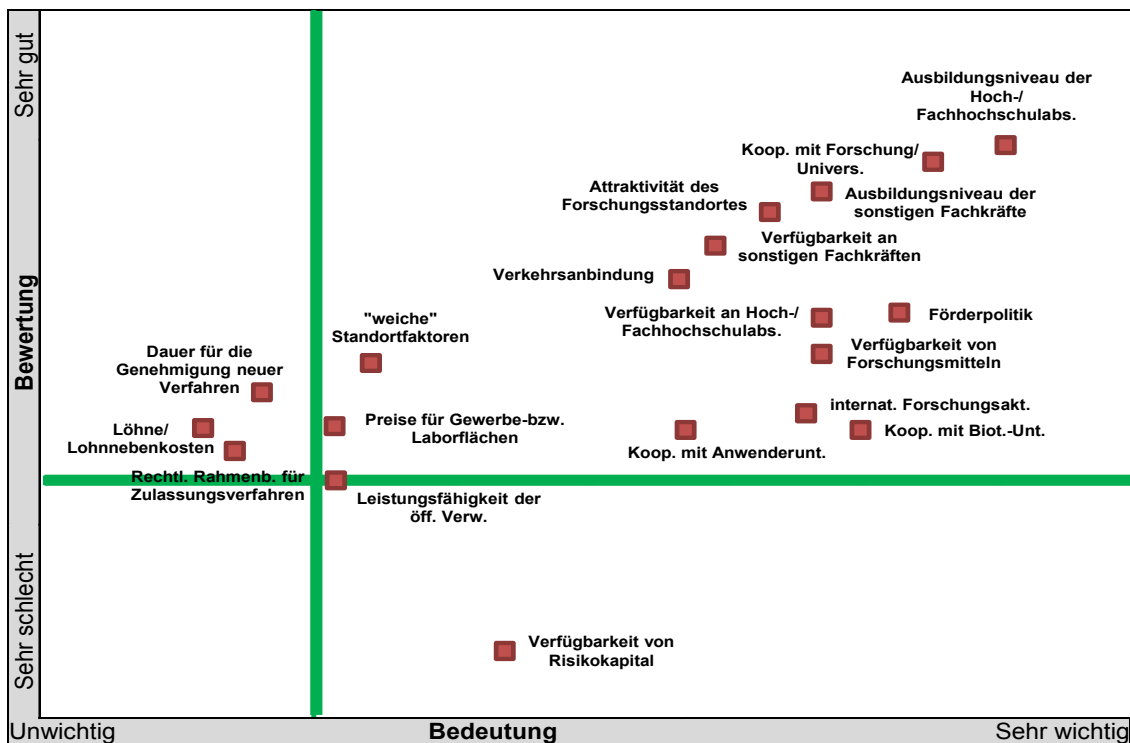 Sehr gut
Bewertung
Sehr schlecht
Ausbildungsniveau der
Hoch-/
Fachhochschulabs.
Koop. mit Forschung/
Univers.
Attraktivität des
Forschungsstandortes
Ausbildungsniveau der
sonstigen Fachkräfte
Verfügbarkeit an
sonstigen Fachkräften
Verkehrsanbindung
"weiche"
Standortfaktoren
Verfügbarkeit an Hoch-/
Fachhochschulabs.
Förderpolitik
Dauer für die
Genehmigung neuer
Verfahren
Verfügbarkeit von
Forschungsmitteln
Löhne/
Lohnnebenkosten
Preise für Gewerbe-bzw.
Laborflächen
internat. Forschungsakt.
Koop. mit Biot.-Unt.
Koop. mit Anwenderunt.
Rechtl. Rahmenb. für
Zulassungsverfahren
Leistungsfähigkeit der
öff. Verw.
Verfügbarkeit von
Risikokapital
Unwichtig
Bedeutung
Sehr wichtig